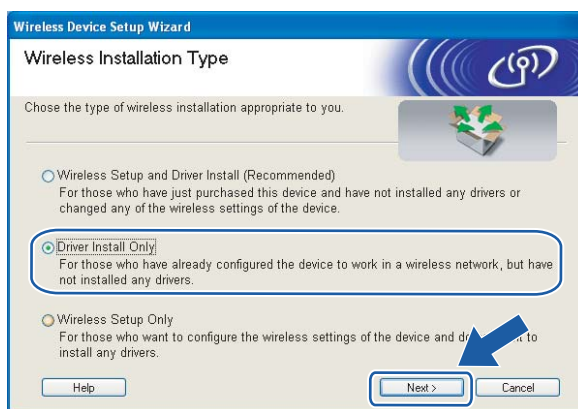 Wireless Device Setup Wizard
Wireless Installation Type
Chose the type of wireless installation appropriate to you.
Wireless Setup and Driver Install (Recommended)
For those who have just purchased this device and have not installed any drivers or
changed any of the wireless settings of the device.
Driver Install Only
For those who have already configured the device to work in a wireless network, but have
not installed any drivers.
Wireless Setup Only
For those who want to configure the wireless settings of the device and to
install any drivers.
Help
Next >
Cancel